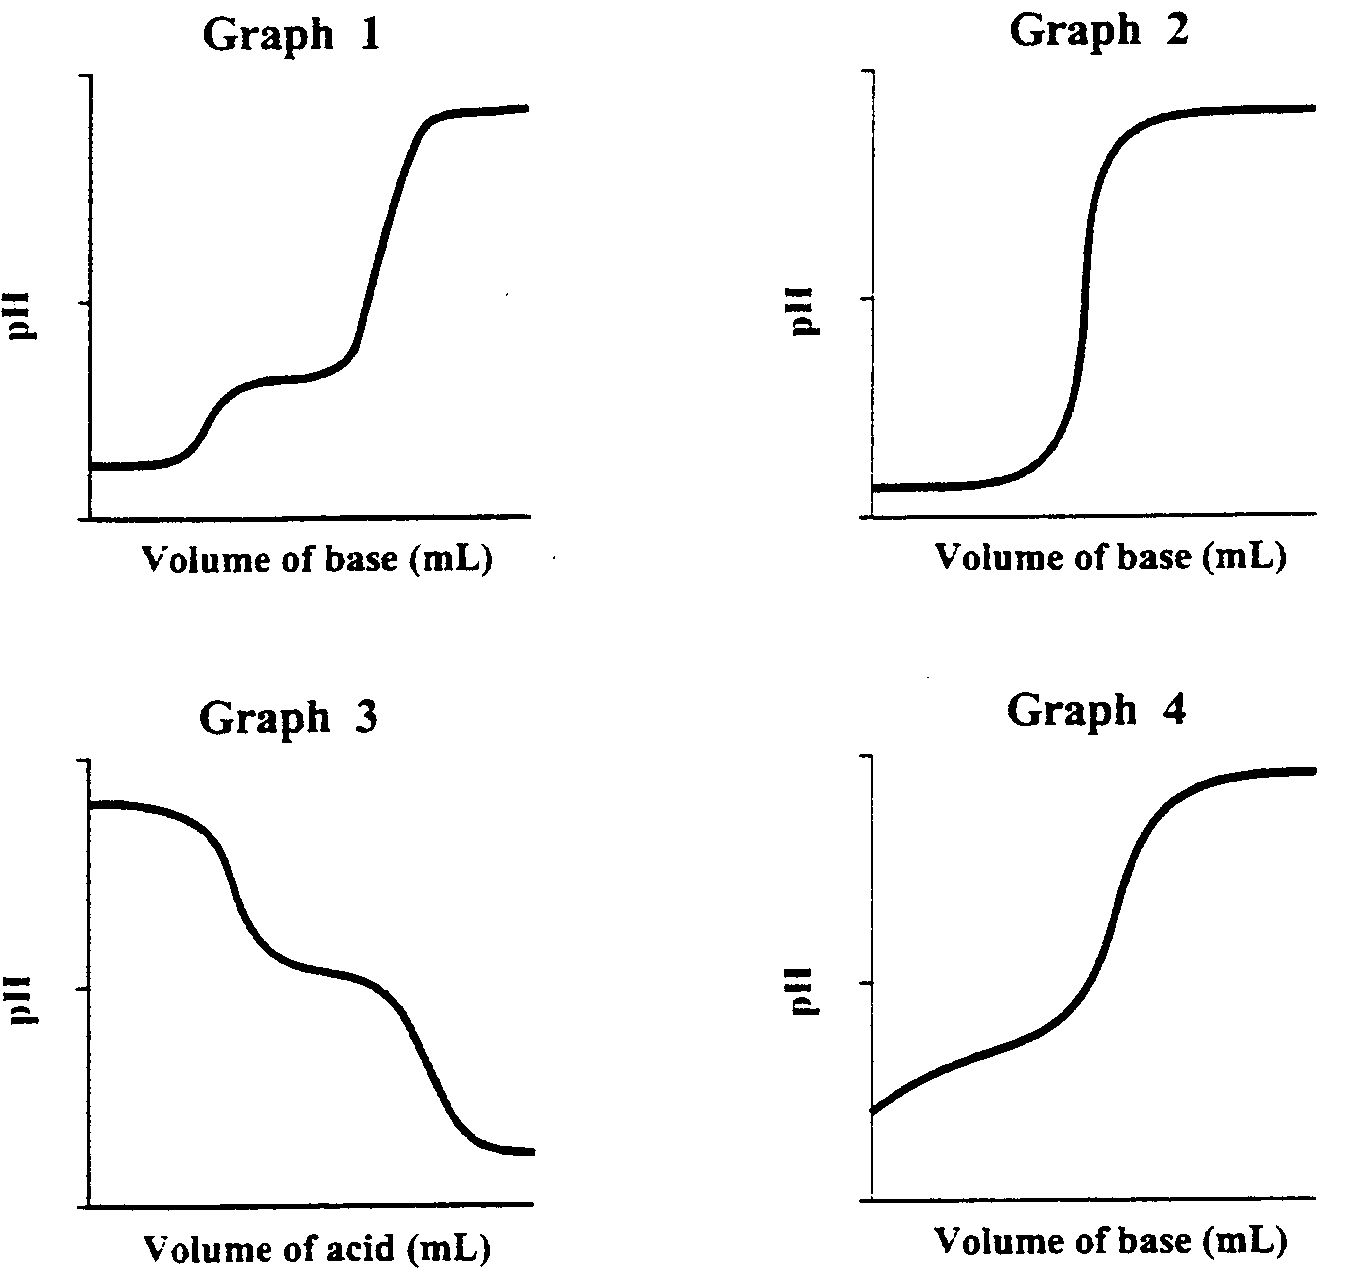 Graph 1
pH
Volume of base (mL)
Graph 2
pH
Volume of base (mL)
Graph 3
pH
Volume of acid (mL)
Graph 4
pH
Volume of base (mL)